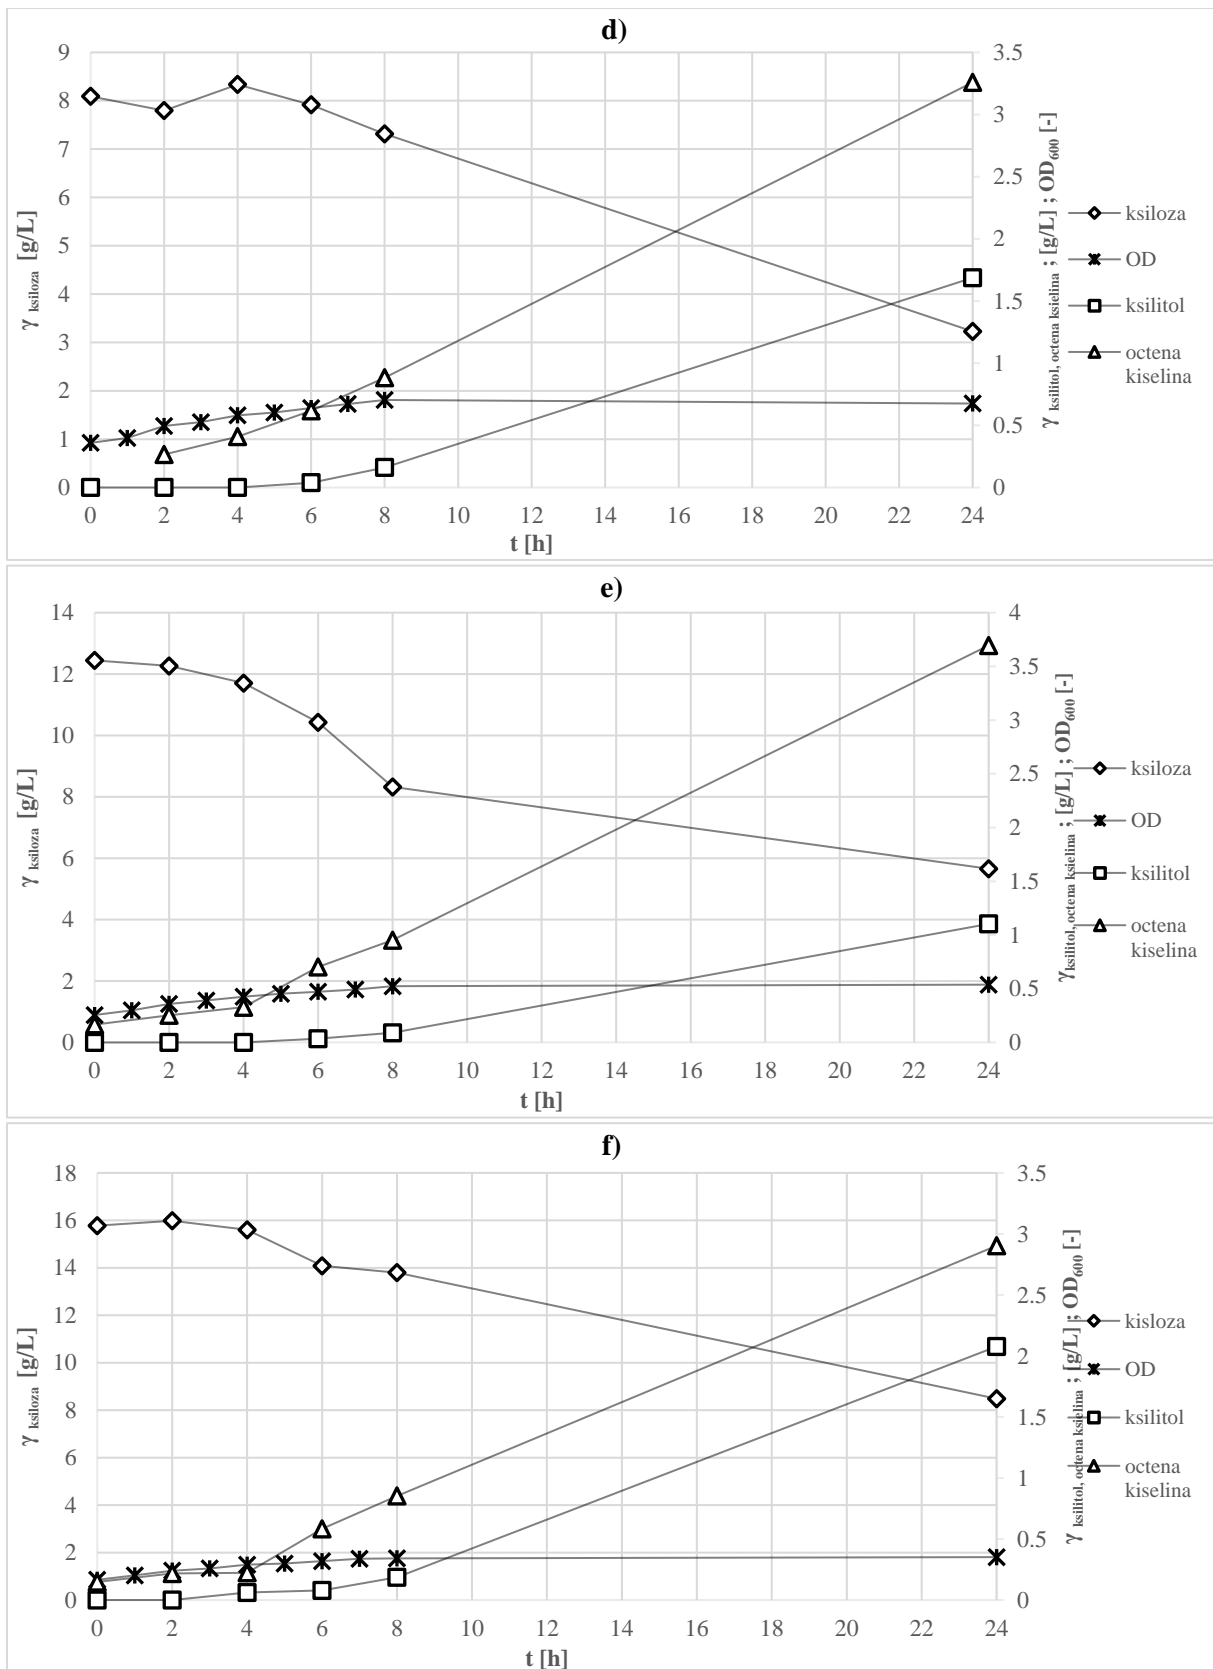 d)
9
8
7
6
5
4
3
2
1
0
γ ksiloza [g/L]
3.5
3
2.5
2
1.5
1
0.5
0
γ ksilitol, octena ksielina ; [g/L] ; OD600 [-]
ksiloza
OD
ksilitol
octena
kiselina
0 2 4 6 8 10 12 14 16 18 20 22 24
t [h]
e)
14
12
10
8
6
4
2
0
γ ksiloza [g/L]
4
3.5
3
2.5
2
1.5
1
0.5
0
γksilitol, octena ksielina ; [g/L] ; OD600 [-]
ksiloza
OD
ksilitol
octena
kiselina
0 2 4 6 8 10 12 14 16 18 20 22 24
t [h]
f)
18
16
14
12
10
8
6
4
2
0
γ ksiloza [g/L]
3.5
3
2.5
2
1.5
1
0.5
0
γ ksilitol, octena ksielina ; [g/L] ; OD600 [-]
kisloza
OD
ksilitol
octena
kiselina
0 2 4 6 8 10 12 14 16 18 20 22 24
t [h]